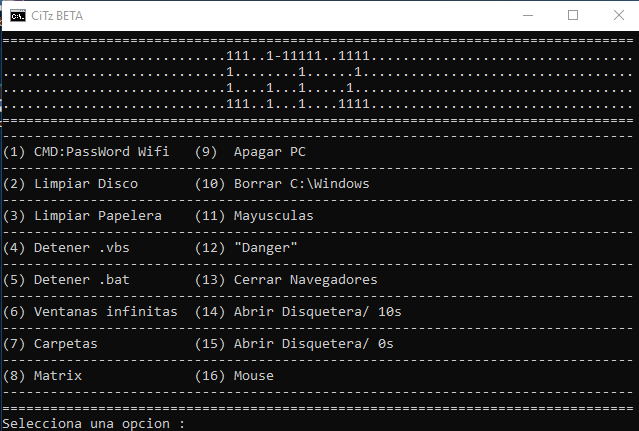 CiTz BETA
===============================================================================
............................111..1-11111..1111.................................
............................1........1......1..................................
............................1....1...1.....1...................................
............................111..1...1....1111.................................
===============================================================================
-------------------------------------------------------------------------------
(1) CMD:PassWord Wifi   (9)  Apagar PC
-------------------------------------------------------------------------------
(2) Limpiar Disco       (10) Borrar C:\Windows
-------------------------------------------------------------------------------
(3) Limpiar Papelera    (11) Mayusculas
-------------------------------------------------------------------------------
(4) Detener .vbs        (12) "Danger"
-------------------------------------------------------------------------------
(5) Detener .bat        (13) Cerrar Navegadores
-------------------------------------------------------------------------------
(6) Ventanas infinitas  (14) Abrir Disquetera/ 10s
-------------------------------------------------------------------------------
(7) Carpetas            (15) Abrir Disquetera/ 0s
-------------------------------------------------------------------------------
(8) Matrix              (16) Mouse
-------------------------------------------------------------------------------
===============================================================================
Selecciona una opcion :